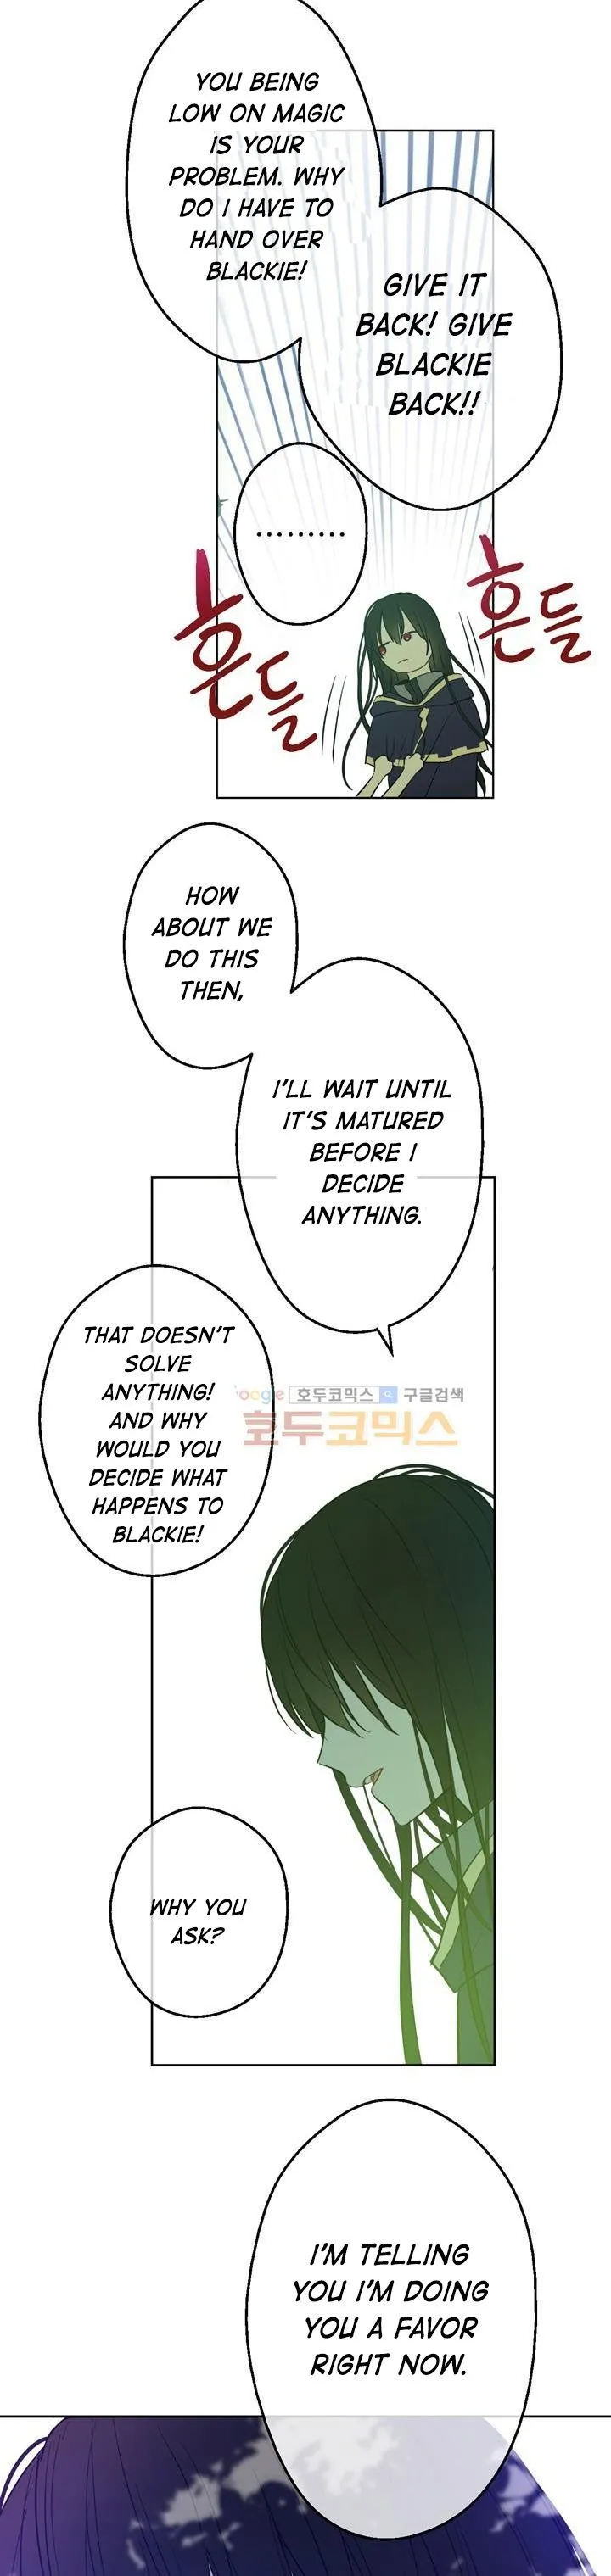 YOU BEING
LOW ON MAGIC
IS YOUR
PROBLEM. WHY
DO I HAVE TO
HAND OVER
BLACKIE!
GIVE IT
BACK! GIVE
BLACKIE
BACK!!
.........
흔들
흔들
HOW
ABOUT WE
DO THIS
THEN,
I'LL WAIT UNTIL
IT'S MATURED
BEFORE I
DECIDE
ANYTHING.
THAT DOESN'T
SOLVE
ANYTHING!
AND WHY
WOULD YOU
DECIDE WHAT
HAPPENS TO
BLACKIE!
oogle 호두코믹스 구글검색
호두코믹스
WHY YOU
ASK?
I'M TELLING
YOU I'M DOING
YOU A FAVOR
RIGHT NOW.